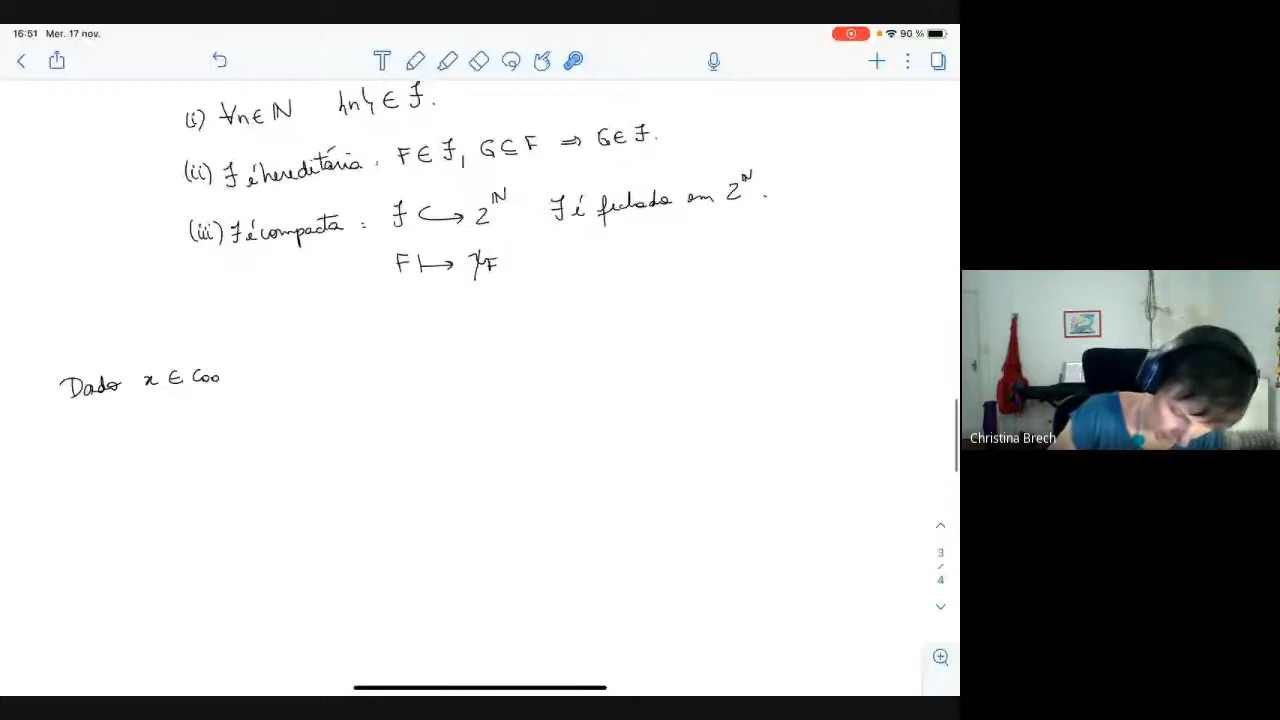 16:51 Mer. 17 nov. 90 %
(i) ∀n ∈ ℕ {n} ∈ F.
(ii) F é hereditária : F ∈ F, G ⊆ F ⇒ G ∈ F.
(iii) F é compacta : F ↪ 2^ℕ F é fechada em 2^ℕ.
F ↦ χ_F
Dado x ∈ c₀₀
Christina Brech
3
/
4